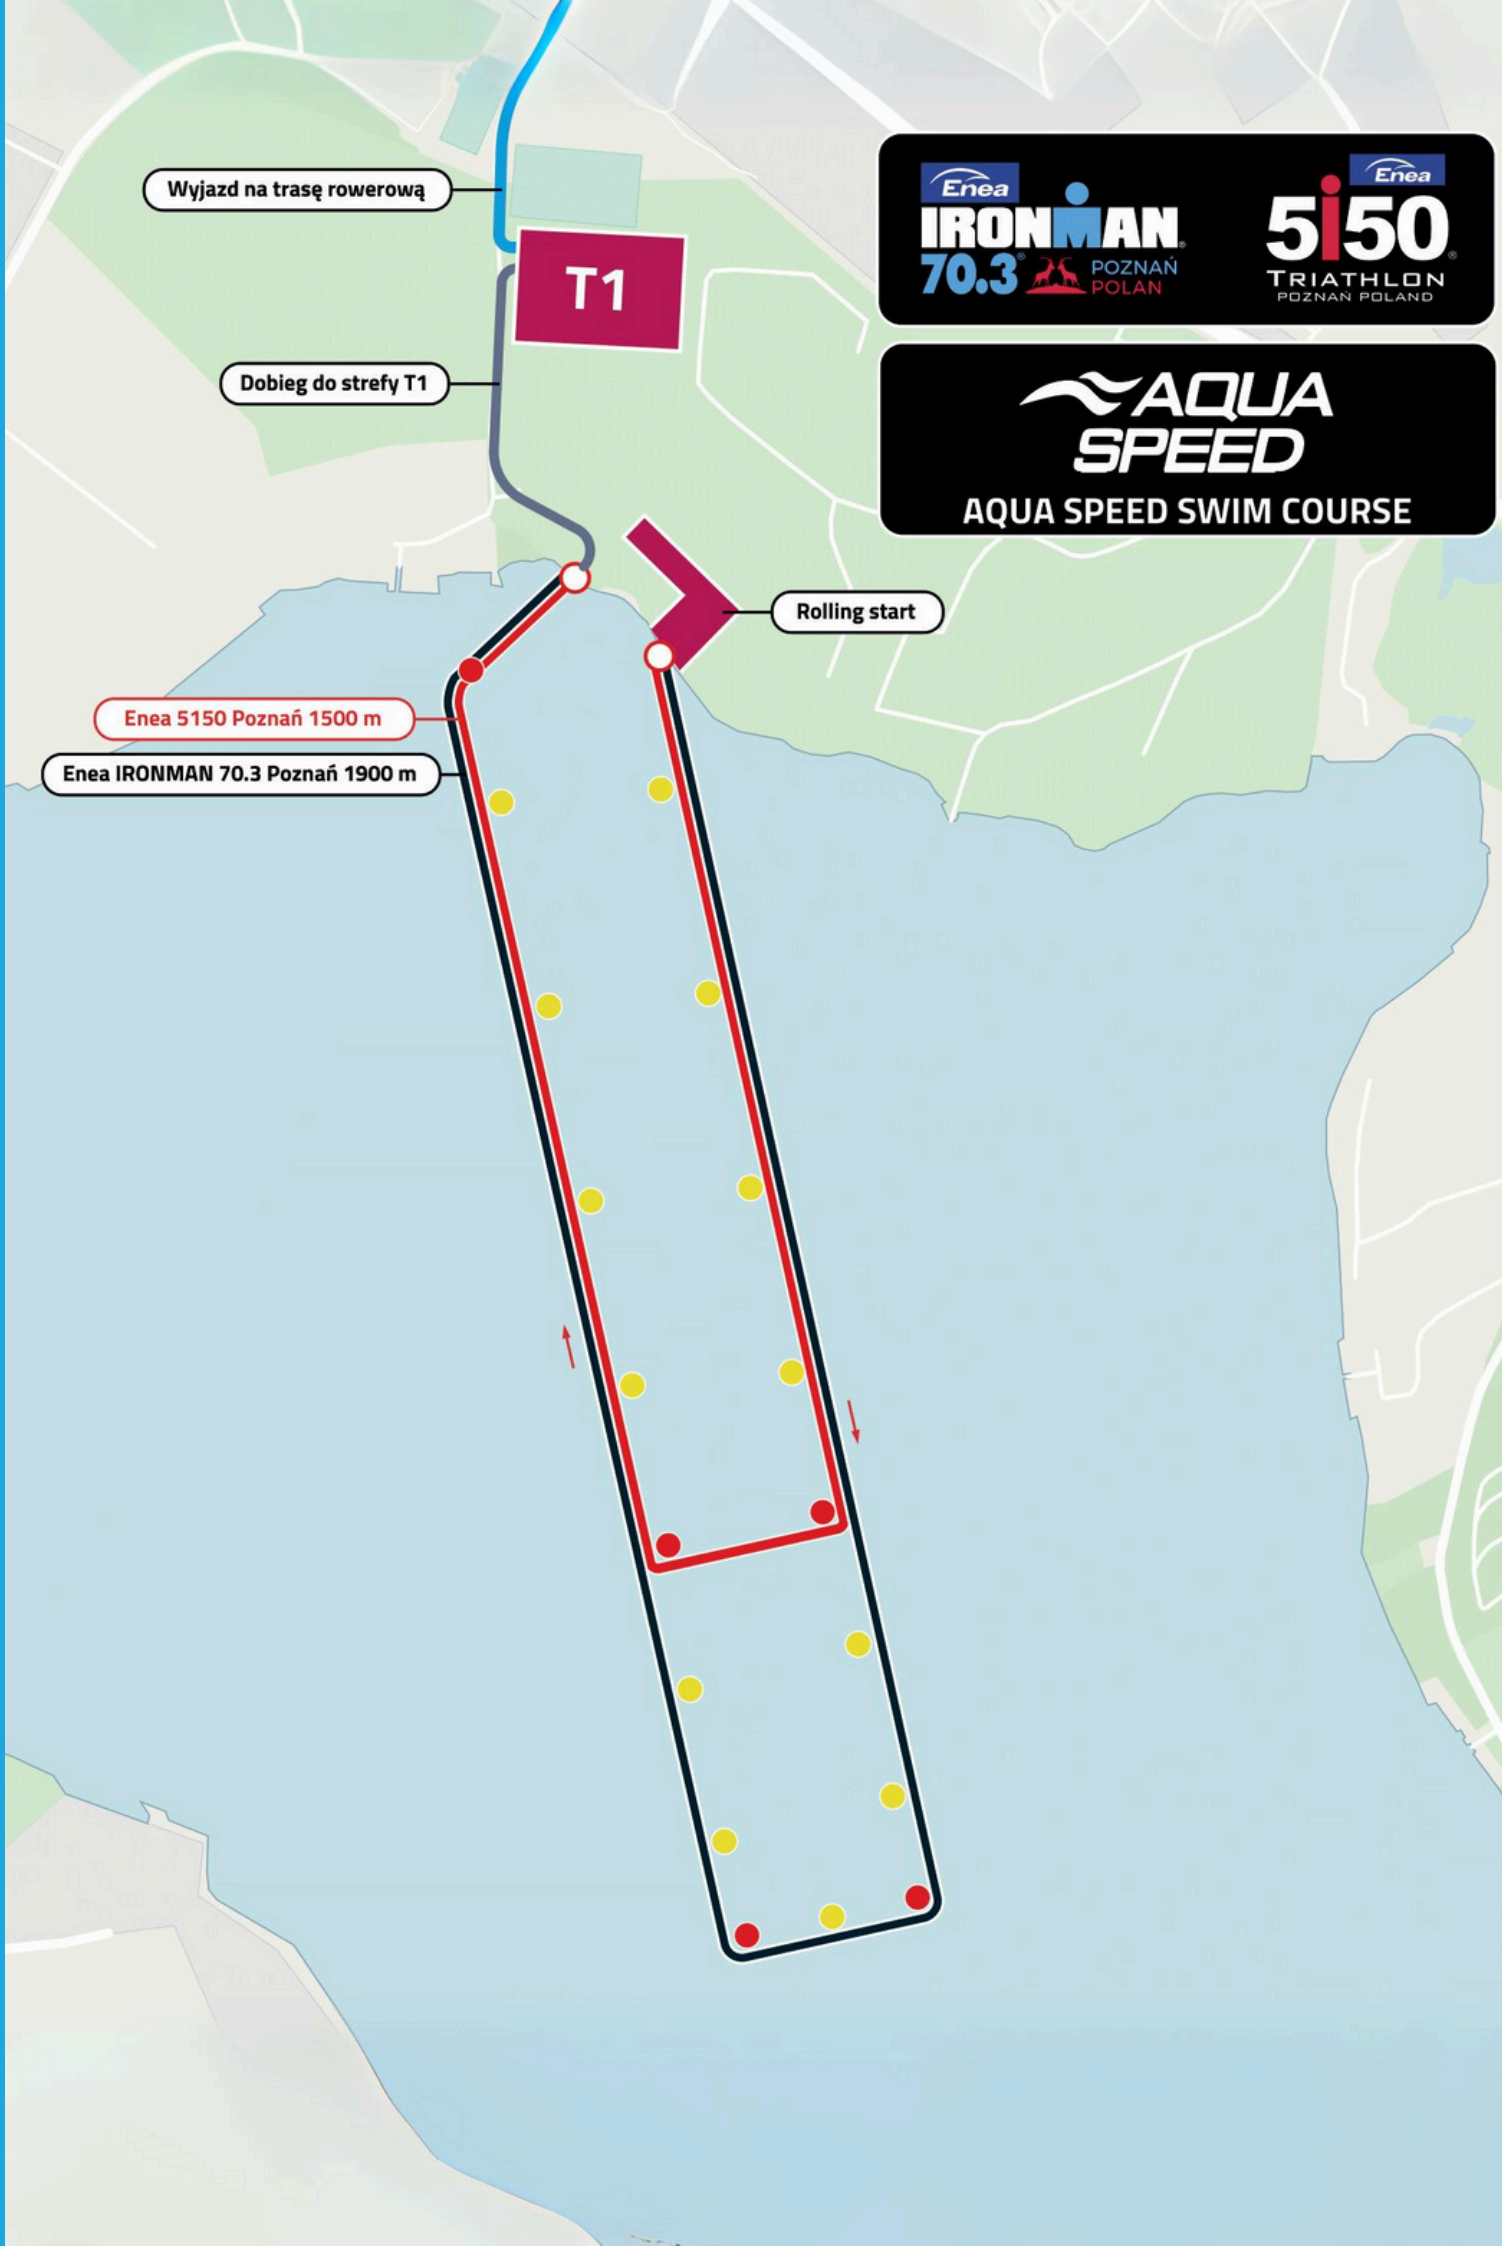 Wyjazd na trasę rowerową
Enea
IRONMAN
70.3
POZNAŃ
POLAN
Enea
5i50
TRIATHLON
POZNAŃ POLAND
T1
Dobieg do strefy T1
AQUA
SPEED
AQUA SPEED SWIM COURSE
Rolling start
Enea 5150 Poznań 1500 m
Enea IRONMAN 70.3 Poznań 1900 m